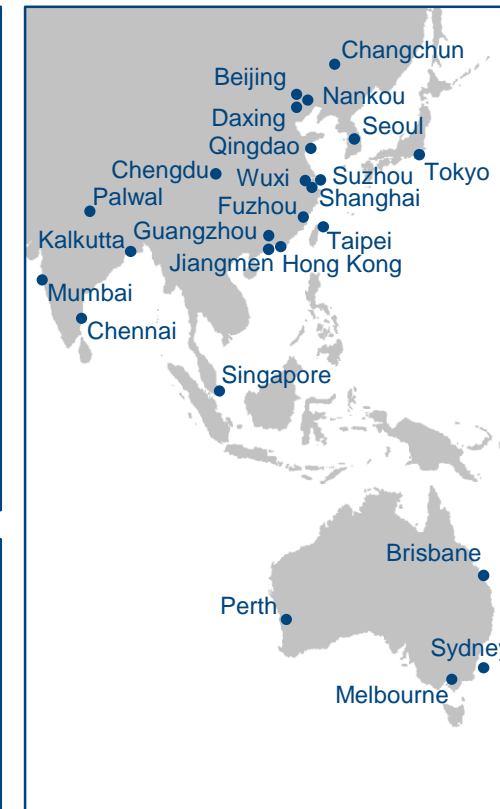 Changchun
Beijing
Nankou
Daxing
Seoul
Qingdao
Tokyo
Chengdu
Wuxi
Suzhou
Shanghai
Palwal
Fuzhou
Kalkutta
Guangzhou
Taipei
Jiangmen
Hong Kong
Mumbai
Chennai
Singapore
Brisbane
Perth
Sydney
Melbourne